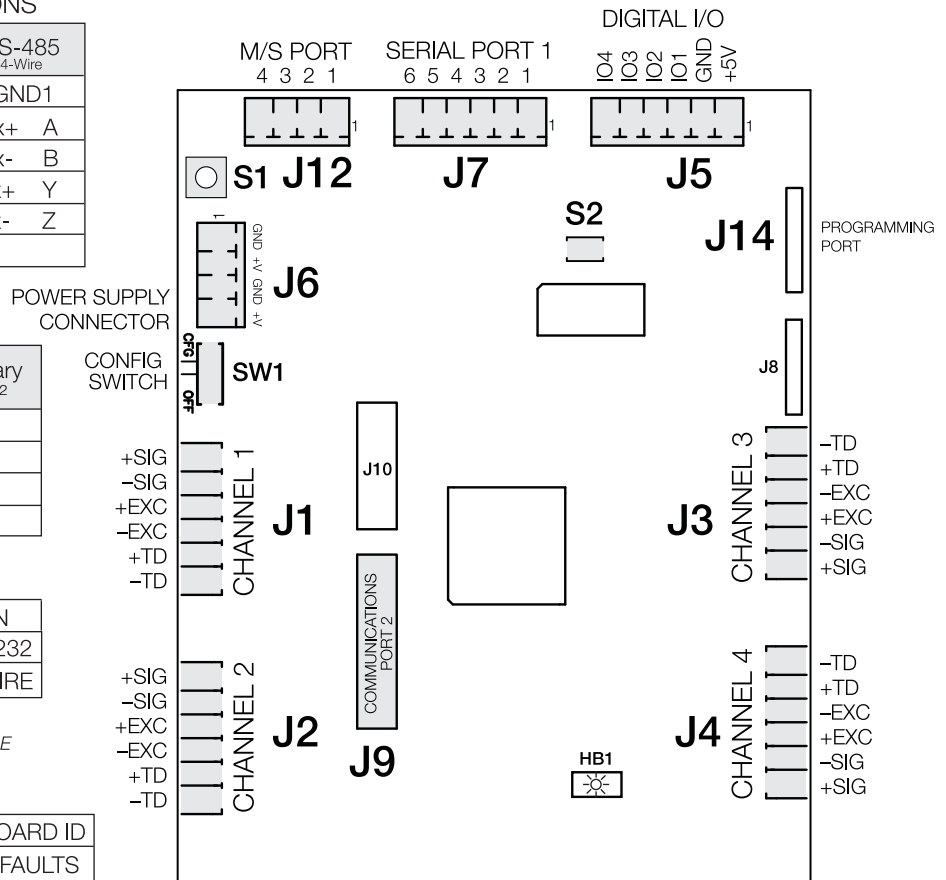 DIGITAL I/O
M/S PORT
4 3 2 1
SERIAL PORT 1
6 5 4 3 2 1
IO4
IO3
IO2
IO1
GND
+5V
4-Wire
GND1
A
B
Y
Z
1
1
1
S1
J12
J7
J5
S2
J14
PROGRAMMING
PORT
1
GND +V GND +V
J6
POWER SUPPLY
CONNECTOR
CONFIG
SWITCH
CFG
OFF
SW1
J8
J10
+SIG
–SIG
+EXC
–EXC
+TD
–TD
CHANNEL 1
J1
–TD
+TD
–EXC
+EXC
–SIG
+SIG
CHANNEL 3
J3
COMMUNICATIONS
PORT 2
J9
+SIG
–SIG
+EXC
–EXC
+TD
–TD
CHANNEL 2
J2
HB1
–TD
+TD
–EXC
+EXC
–SIG
+SIG
CHANNEL 4
J4